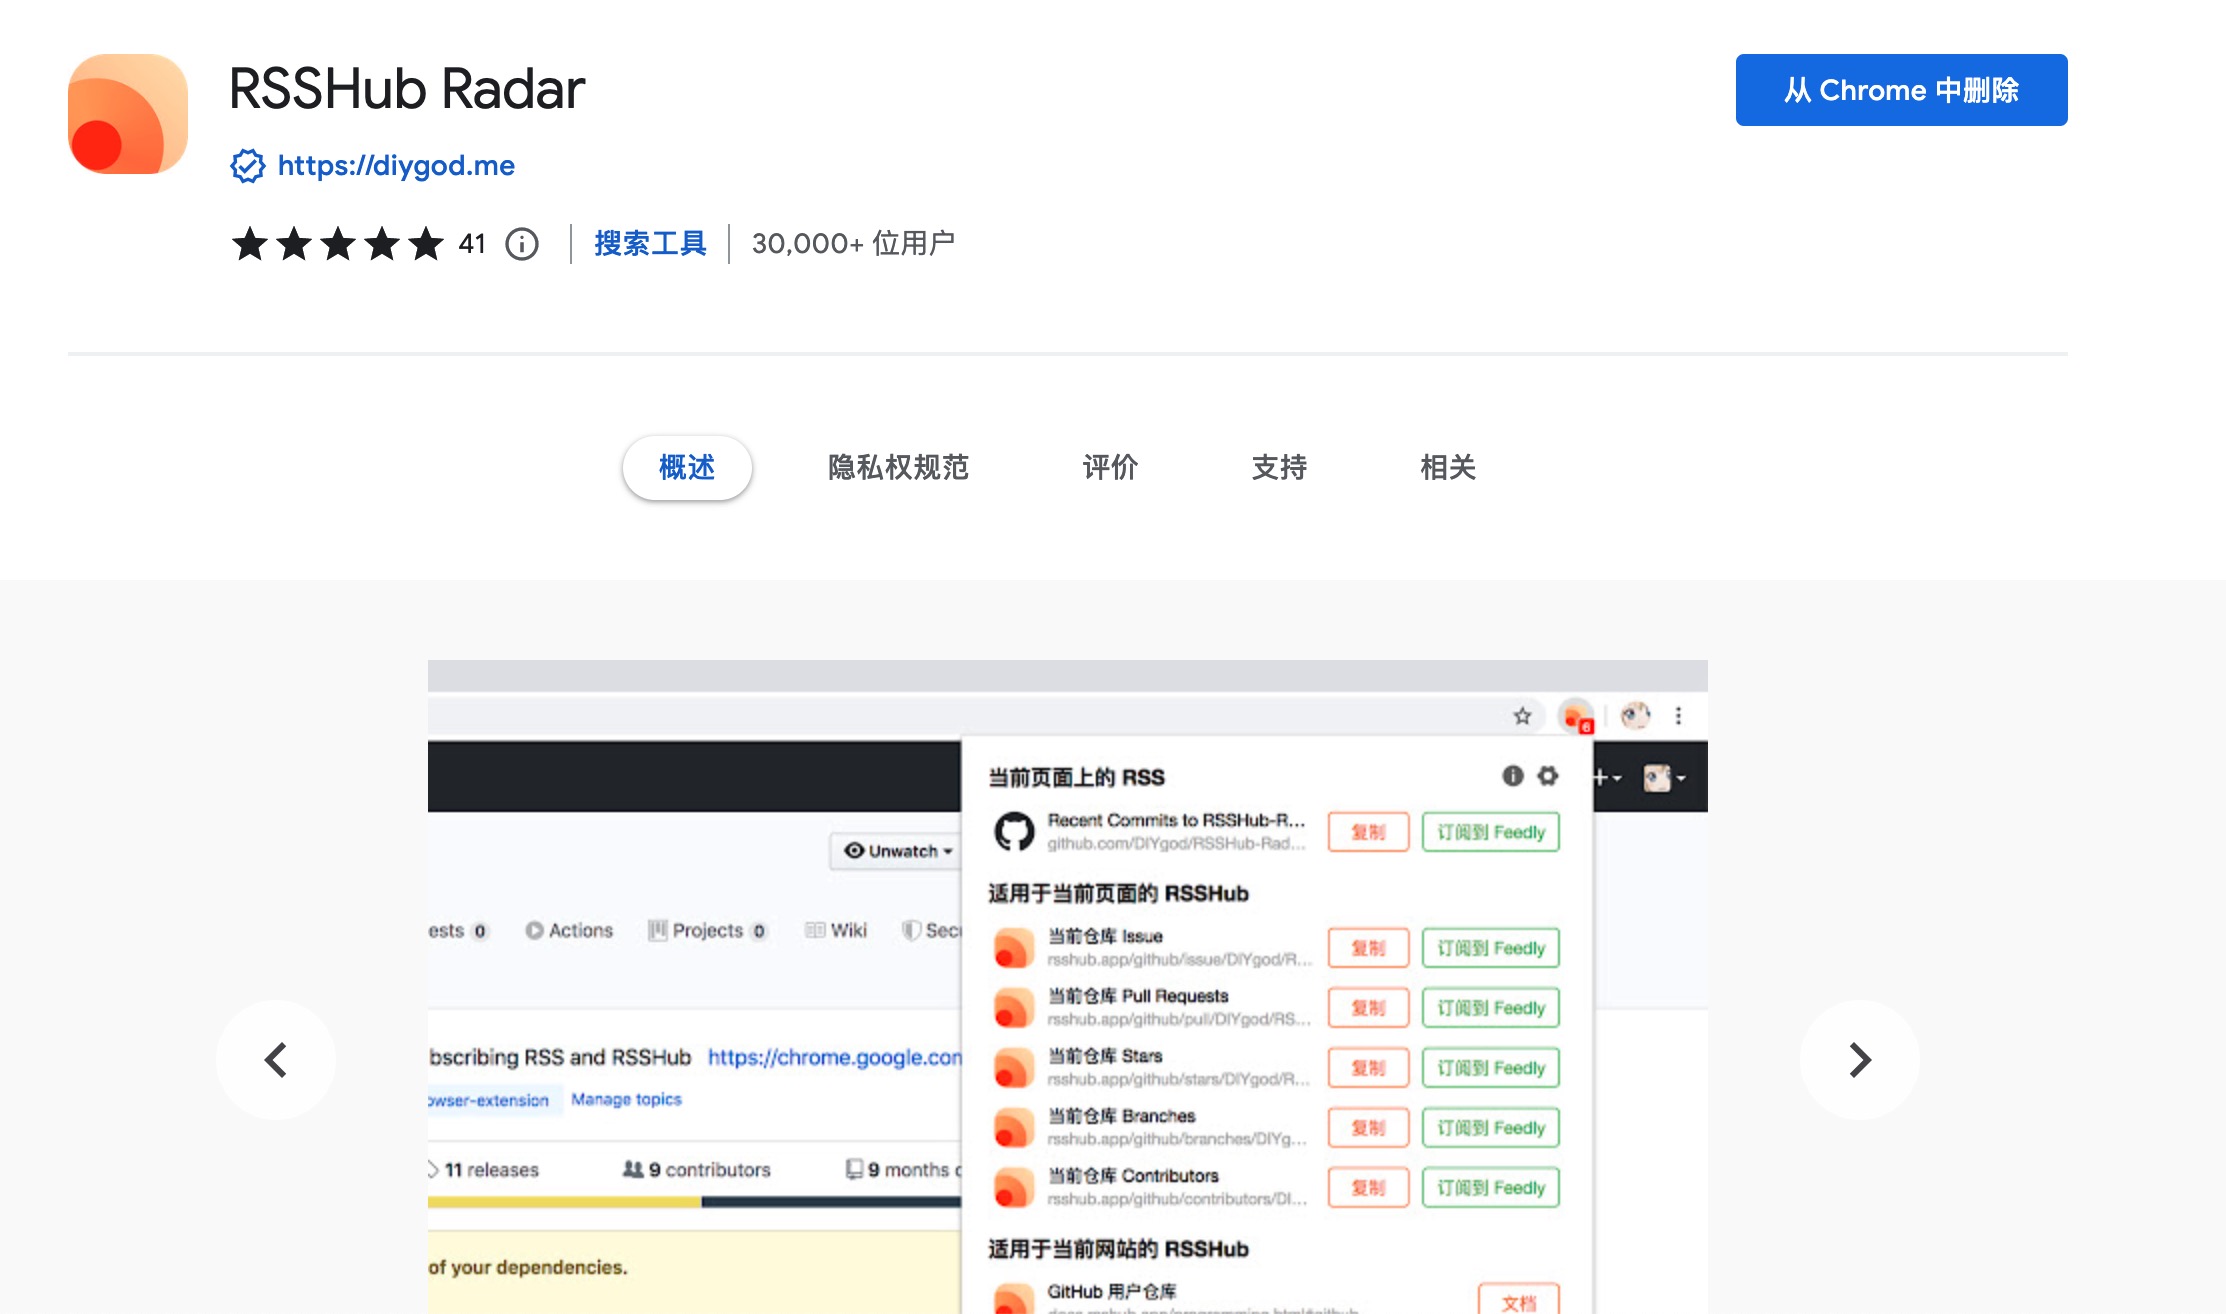 RSSHub Radar
从 Chrome 中删除
https://diygod.me
41
搜索工具
30,000+ 位用户
概述
隐私权规范
评价
支持
相关
6
当前页面上的 RSS
Recent Commits to RSSHub-R...
github.com/DIYgod/RSSHub-Rad...
复制
订阅到 Feedly
Unwatch
适用于当前页面的 RSSHub
ests 0
Actions
Projects 0
Wiki
Secu
当前仓库 Issue
rsshub.app/github/issue/DIYgod/R...
复制
订阅到 Feedly
当前仓库 Pull Requests
rsshub.app/github/pull/DIYgod/RS...
复制
订阅到 Feedly
bscribing RSS and RSSHub https://chrome.google.con
当前仓库 Stars
rsshub.app/github/stars/DIYgod/R...
复制
订阅到 Feedly
owser-extension
Manage topics
当前仓库 Branches
rsshub.app/github/branches/DIYg...
复制
订阅到 Feedly
11 releases
9 contributors
9 months
当前仓库 Contributors
rsshub.app/github/contributors/DI...
复制
订阅到 Feedly
适用于当前网站的 RSSHub
of your dependencies.
GitHub 用户仓库
文档